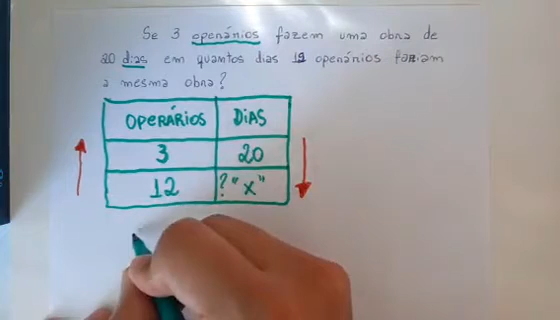 Se 3 operários fazem uma obra de
20 dias em quantos dias 12 operários fariam
a mesma obra?
OPERÁRIOS DIAS
3 20
12 ? "x"